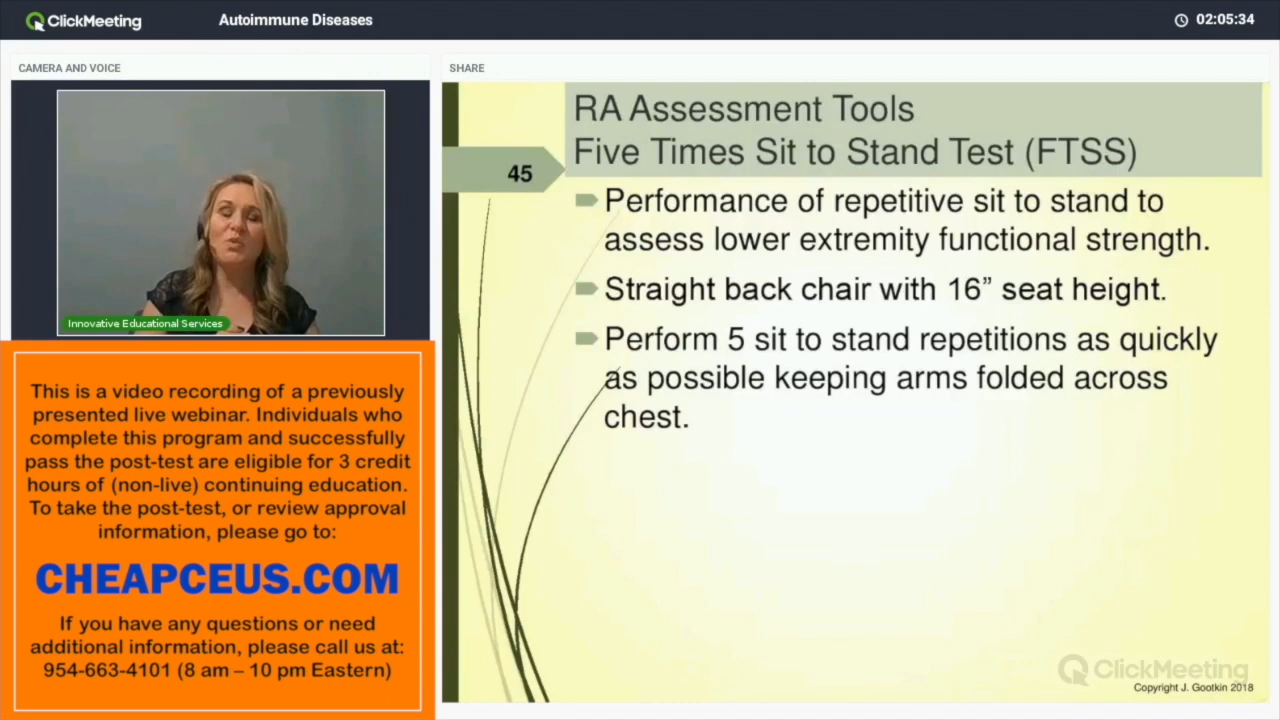 ClickMeeting
Autoimmune Diseases
02:05:34
CAMERA AND VOICE
Innovative Educational Services
This is a video recording of a previously
presented live webinar. Individuals who
complete this program and successfully
pass the post-test are eligible for 3 credit
hours of (non-live) continuing education.
To take the post-test, or review approval
information, please go to:
CHEAPCEUS.COM
If you have any questions or need
additional information, please call us at:
954-663-4101 (8 am – 10 pm Eastern)
SHARE
RA Assessment Tools
Five Times Sit to Stand Test (FTSS)
45
Performance of repetitive sit to stand to
assess lower extremity functional strength.
Straight back chair with 16” seat height.
Perform 5 sit to stand repetitions as quickly
as possible keeping arms folded across
chest.
ClickMeeting
Copyright J. Gootkin 2018